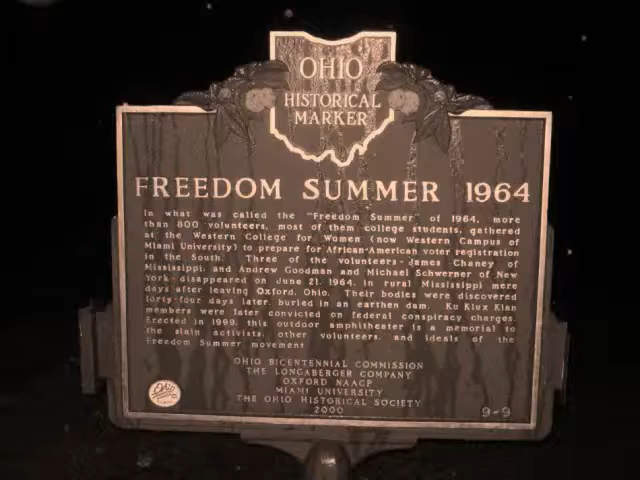 OHIO
HISTORICAL
MARKER
FREEDOM SUMMER 1964
In what was called the "Freedom Summer" of 1964, more
than 800 volunteers, most of them college students, gathered
at the Western College for Women (now Western Campus of
Miami University) to prepare for African-American voter registration
in the South. Three of the volunteers - James Chaney of
Mississippi, and Andrew Goodman and Michael Schwerner of New
York - disappeared on June 21, 1964, in rural Mississippi mere
days after leaving Oxford, Ohio. Their bodies were discovered
forty-four days later, buried in an earthen dam. Ku Klux Klan
members were later convicted on federal conspiracy charges.
Erected in 1999, this outdoor amphitheater is a memorial to
the slain activists, other volunteers, and ideals of the
Freedom Summer movement.
OHIO BICENTENNIAL COMMISSION
THE LONGABERGER COMPANY
OXFORD NAACP
MIAMI UNIVERSITY
THE OHIO HISTORICAL SOCIETY
2000
9-9
Ohio